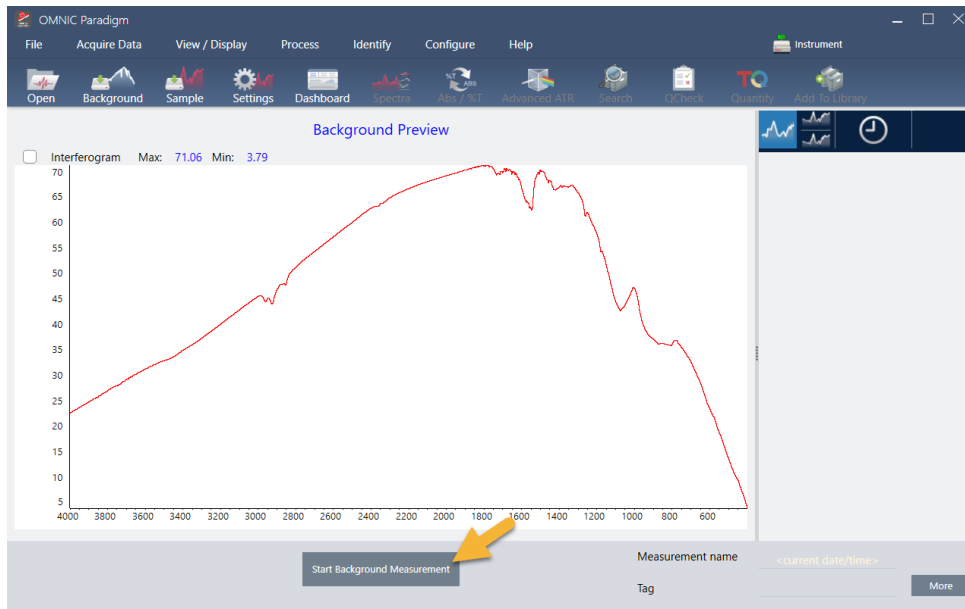 OMNIC Paradigm
File Acquire Data View / Display Process Identify Configure Help Instrument
%T ABS TQ
Open Background Sample Settings Dashboard Spectra Abs / %T Advanced ATR Search QCheck Quantify Add To Library
Background Preview
Interferogram Max: 71.06 Min: 3.79
70
65
60
55
50
45
40
35
30
25
20
15
10
5
4000 3800 3600 3400 3200 3000 2800 2600 2400 2200 2000 1800 1600 1400 1200 1000 800 600
Start Background Measurement
Measurement name <current date/time>
Tag
More